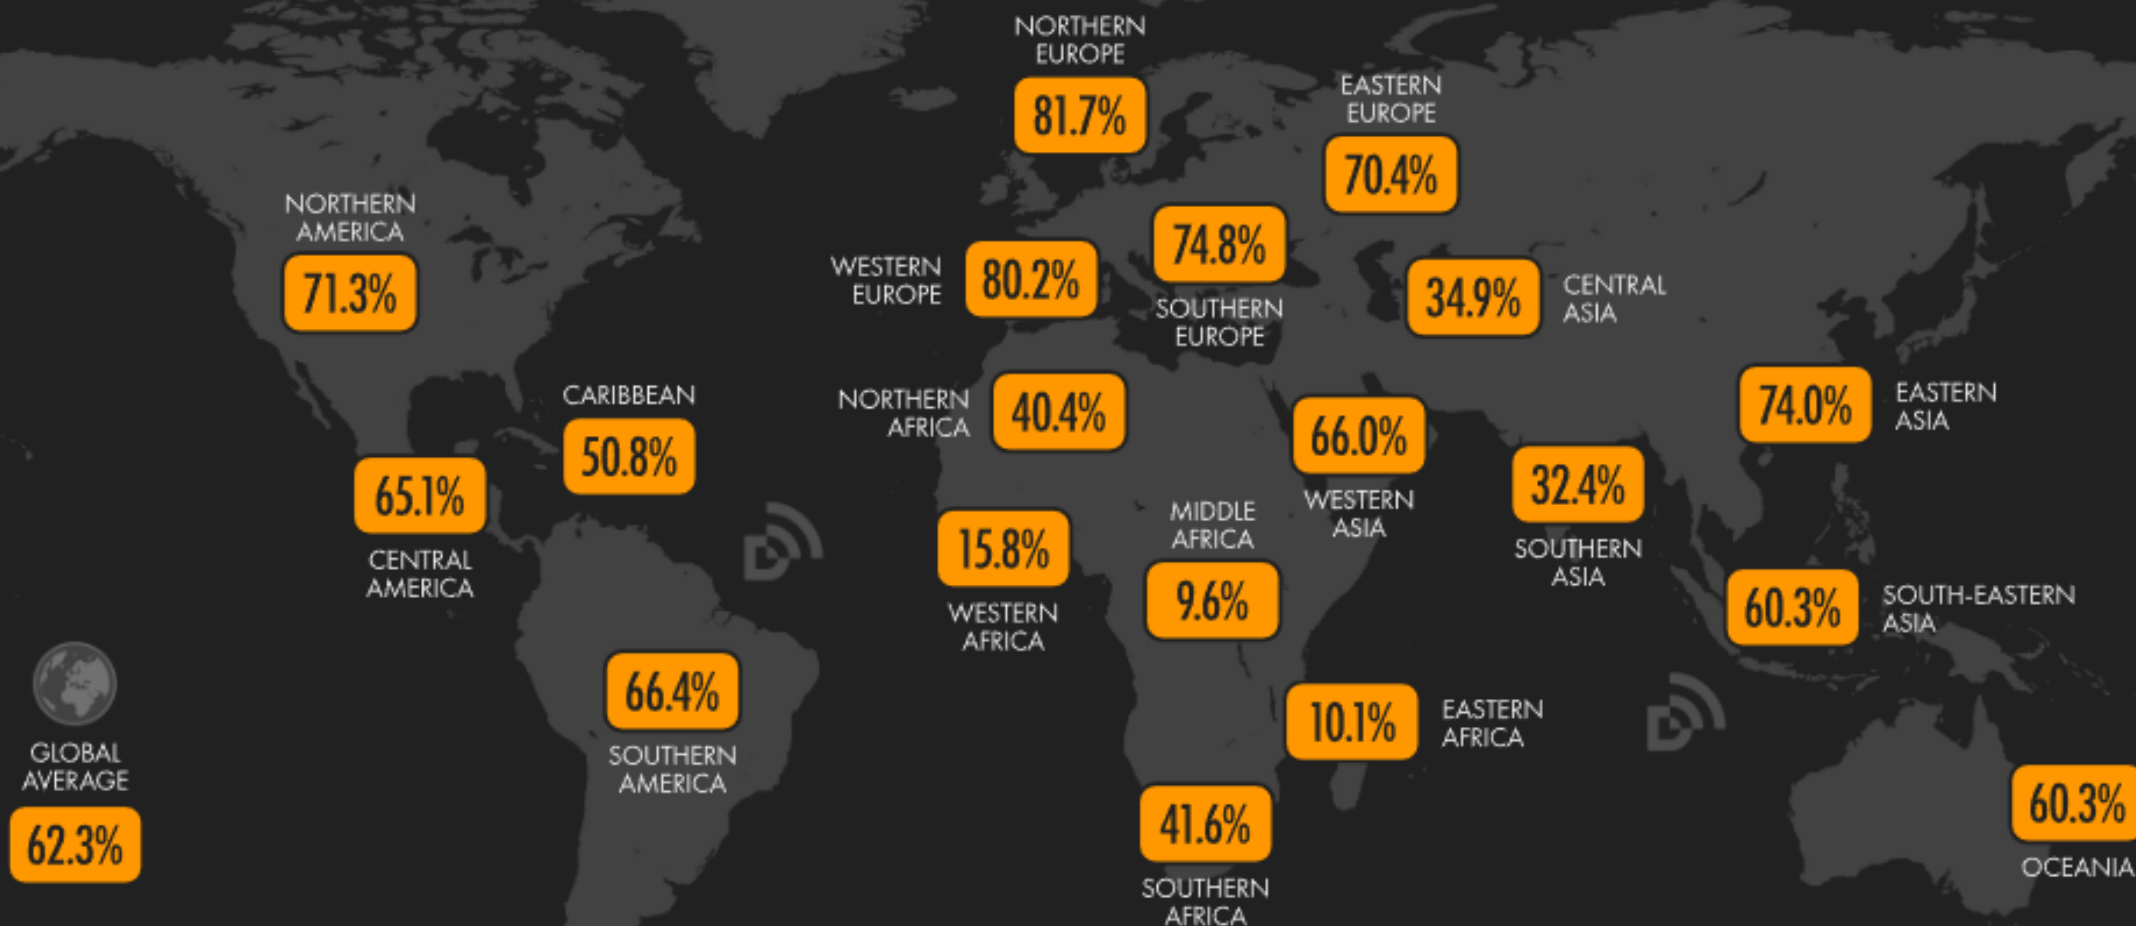 NORTHERN
EUROPE
81.7%
EASTERN
EUROPE
70.4%
NORTHERN
AMERICA
71.3%
WESTERN
EUROPE
80.2%
74.8%
SOUTHERN
EUROPE
34.9%
CENTRAL
ASIA
CARIBBEAN
50.8%
NORTHERN
AFRICA
40.4%
66.0%
WESTERN
ASIA
74.0%
EASTERN
ASIA
65.1%
CENTRAL
AMERICA
32.4%
SOUTHERN
ASIA
15.8%
WESTERN
AFRICA
MIDDLE
AFRICA
9.6%
60.3%
SOUTH-EASTERN
ASIA
66.4%
SOUTHERN
AMERICA
10.1%
EASTERN
AFRICA
GLOBAL
AVERAGE
62.3%
41.6%
SOUTHERN
AFRICA
60.3%
OCEANIA